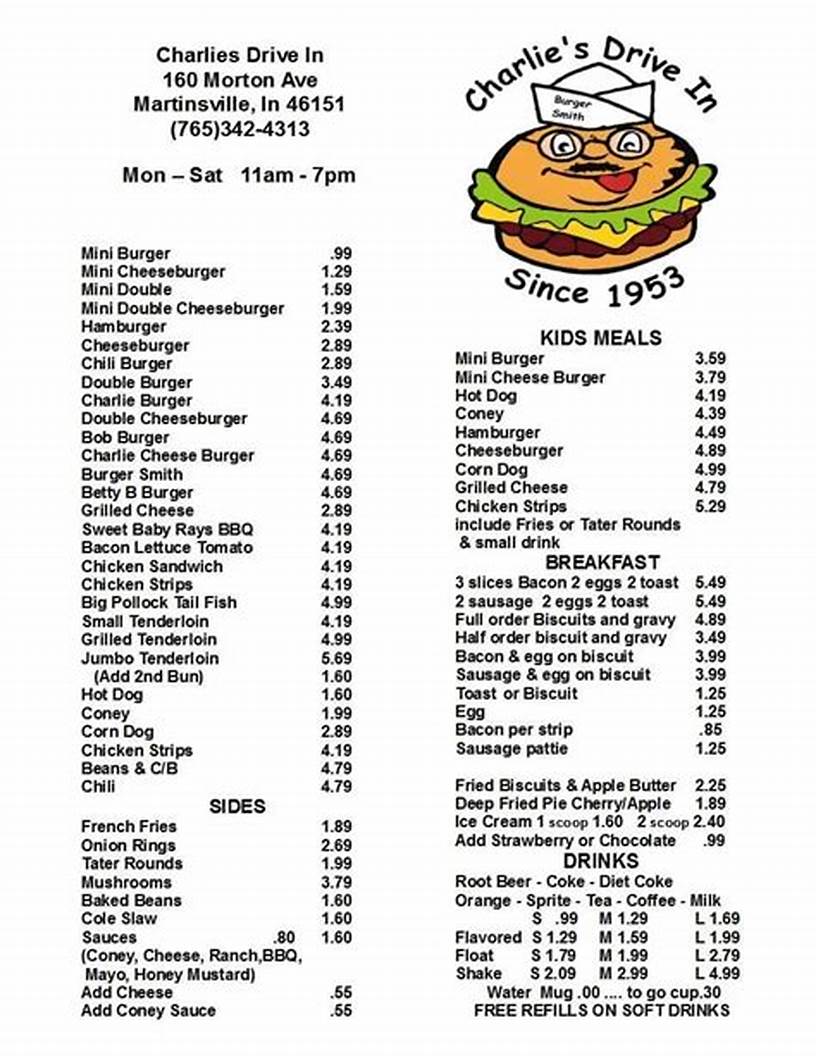 Charlies Drive In
160 Morton Ave
Martinsville, In 46151
(765)342-4313
Mon – Sat 11am - 7pm
Mini Burger .99
Mini Cheeseburger 1.29
Mini Double 1.59
Mini Double Cheeseburger 1.99
Hamburger 2.39
Cheeseburger 2.89
Chili Burger 2.89
Double Burger 3.49
Charlie Burger 4.19
Double Cheeseburger 4.69
Bob Burger 4.69
Charlie Cheese Burger 4.69
Burger Smith 4.69
Betty B Burger 4.69
Grilled Cheese 2.89
Sweet Baby Rays BBQ 4.19
Bacon Lettuce Tomato 4.19
Chicken Sandwich 4.19
Chicken Strips 4.19
Big Pollock Tail Fish 4.99
Small Tenderloin 4.19
Grilled Tenderloin 4.99
Jumbo Tenderloin 5.69
(Add 2nd Bun) 1.60
Hot Dog 1.60
Coney 1.99
Corn Dog 2.89
Chicken Strips 4.19
Beans & C/B 4.79
Chili 4.79
SIDES
French Fries 1.89
Onion Rings 2.69
Tater Rounds 1.99
Mushrooms 3.79
Baked Beans 1.60
Cole Slaw 1.60
Sauces .80 1.60
(Coney, Cheese, Ranch,BBQ,
Mayo, Honey Mustard)
Add Cheese .55
Add Coney Sauce .55
Charlie's Drive In
Burger
Smith
Since 1953
KIDS MEALS
Mini Burger 3.59
Mini Cheese Burger 3.79
Hot Dog 4.19
Coney 4.39
Hamburger 4.49
Cheeseburger 4.89
Corn Dog 4.99
Grilled Cheese 4.79
Chicken Strips 5.29
include Fries or Tater Rounds
& small drink
BREAKFAST
3 slices Bacon 2 eggs 2 toast 5.49
2 sausage 2 eggs 2 toast 5.49
Full order Biscuits and gravy 4.89
Half order biscuit and gravy 3.49
Bacon & egg on biscuit 3.99
Sausage & egg on biscuit 3.99
Toast or Biscuit 1.25
Egg 1.25
Bacon per strip .85
Sausage pattie 1.25
Fried Biscuits & Apple Butter 2.25
Deep Fried Pie Cherry/Apple 1.89
Ice Cream 1 scoop 1.60 2 scoop 2.40
Add Strawberry or Chocolate .99
DRINKS
Root Beer - Coke - Diet Coke
Orange - Sprite - Tea - Coffee - Milk
S .99 M 1.29 L 1.69
Flavored S 1.29 M 1.59 L 1.99
Float S 1.79 M 1.99 L 2.79
Shake S 2.09 M 2.99 L 4.99
Water Mug .00 .... to go cup.30
FREE REFILLS ON SOFT DRINKS